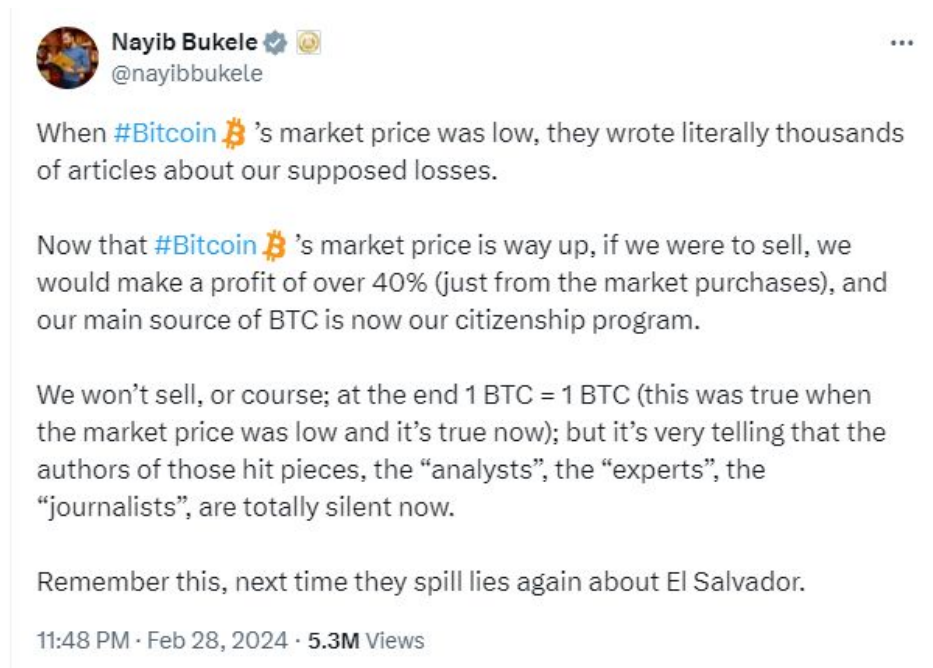 Nayib Bukele
@nayibbukele
When #Bitcoin ’s market price was low, they wrote literally thousands
of articles about our supposed losses.
Now that #Bitcoin ’s market price is way up, if we were to sell, we
would make a profit of over 40% (just from the market purchases), and
our main source of BTC is now our citizenship program.
We won’t sell, or course; at the end 1 BTC = 1 BTC (this was true when
the market price was low and it’s true now); but it’s very telling that the
authors of those hit pieces, the “analysts”, the “experts”, the
“journalists”, are totally silent now.
Remember this, next time they spill lies again about El Salvador.
11:48 PM · Feb 28, 2024 · 5.3M Views